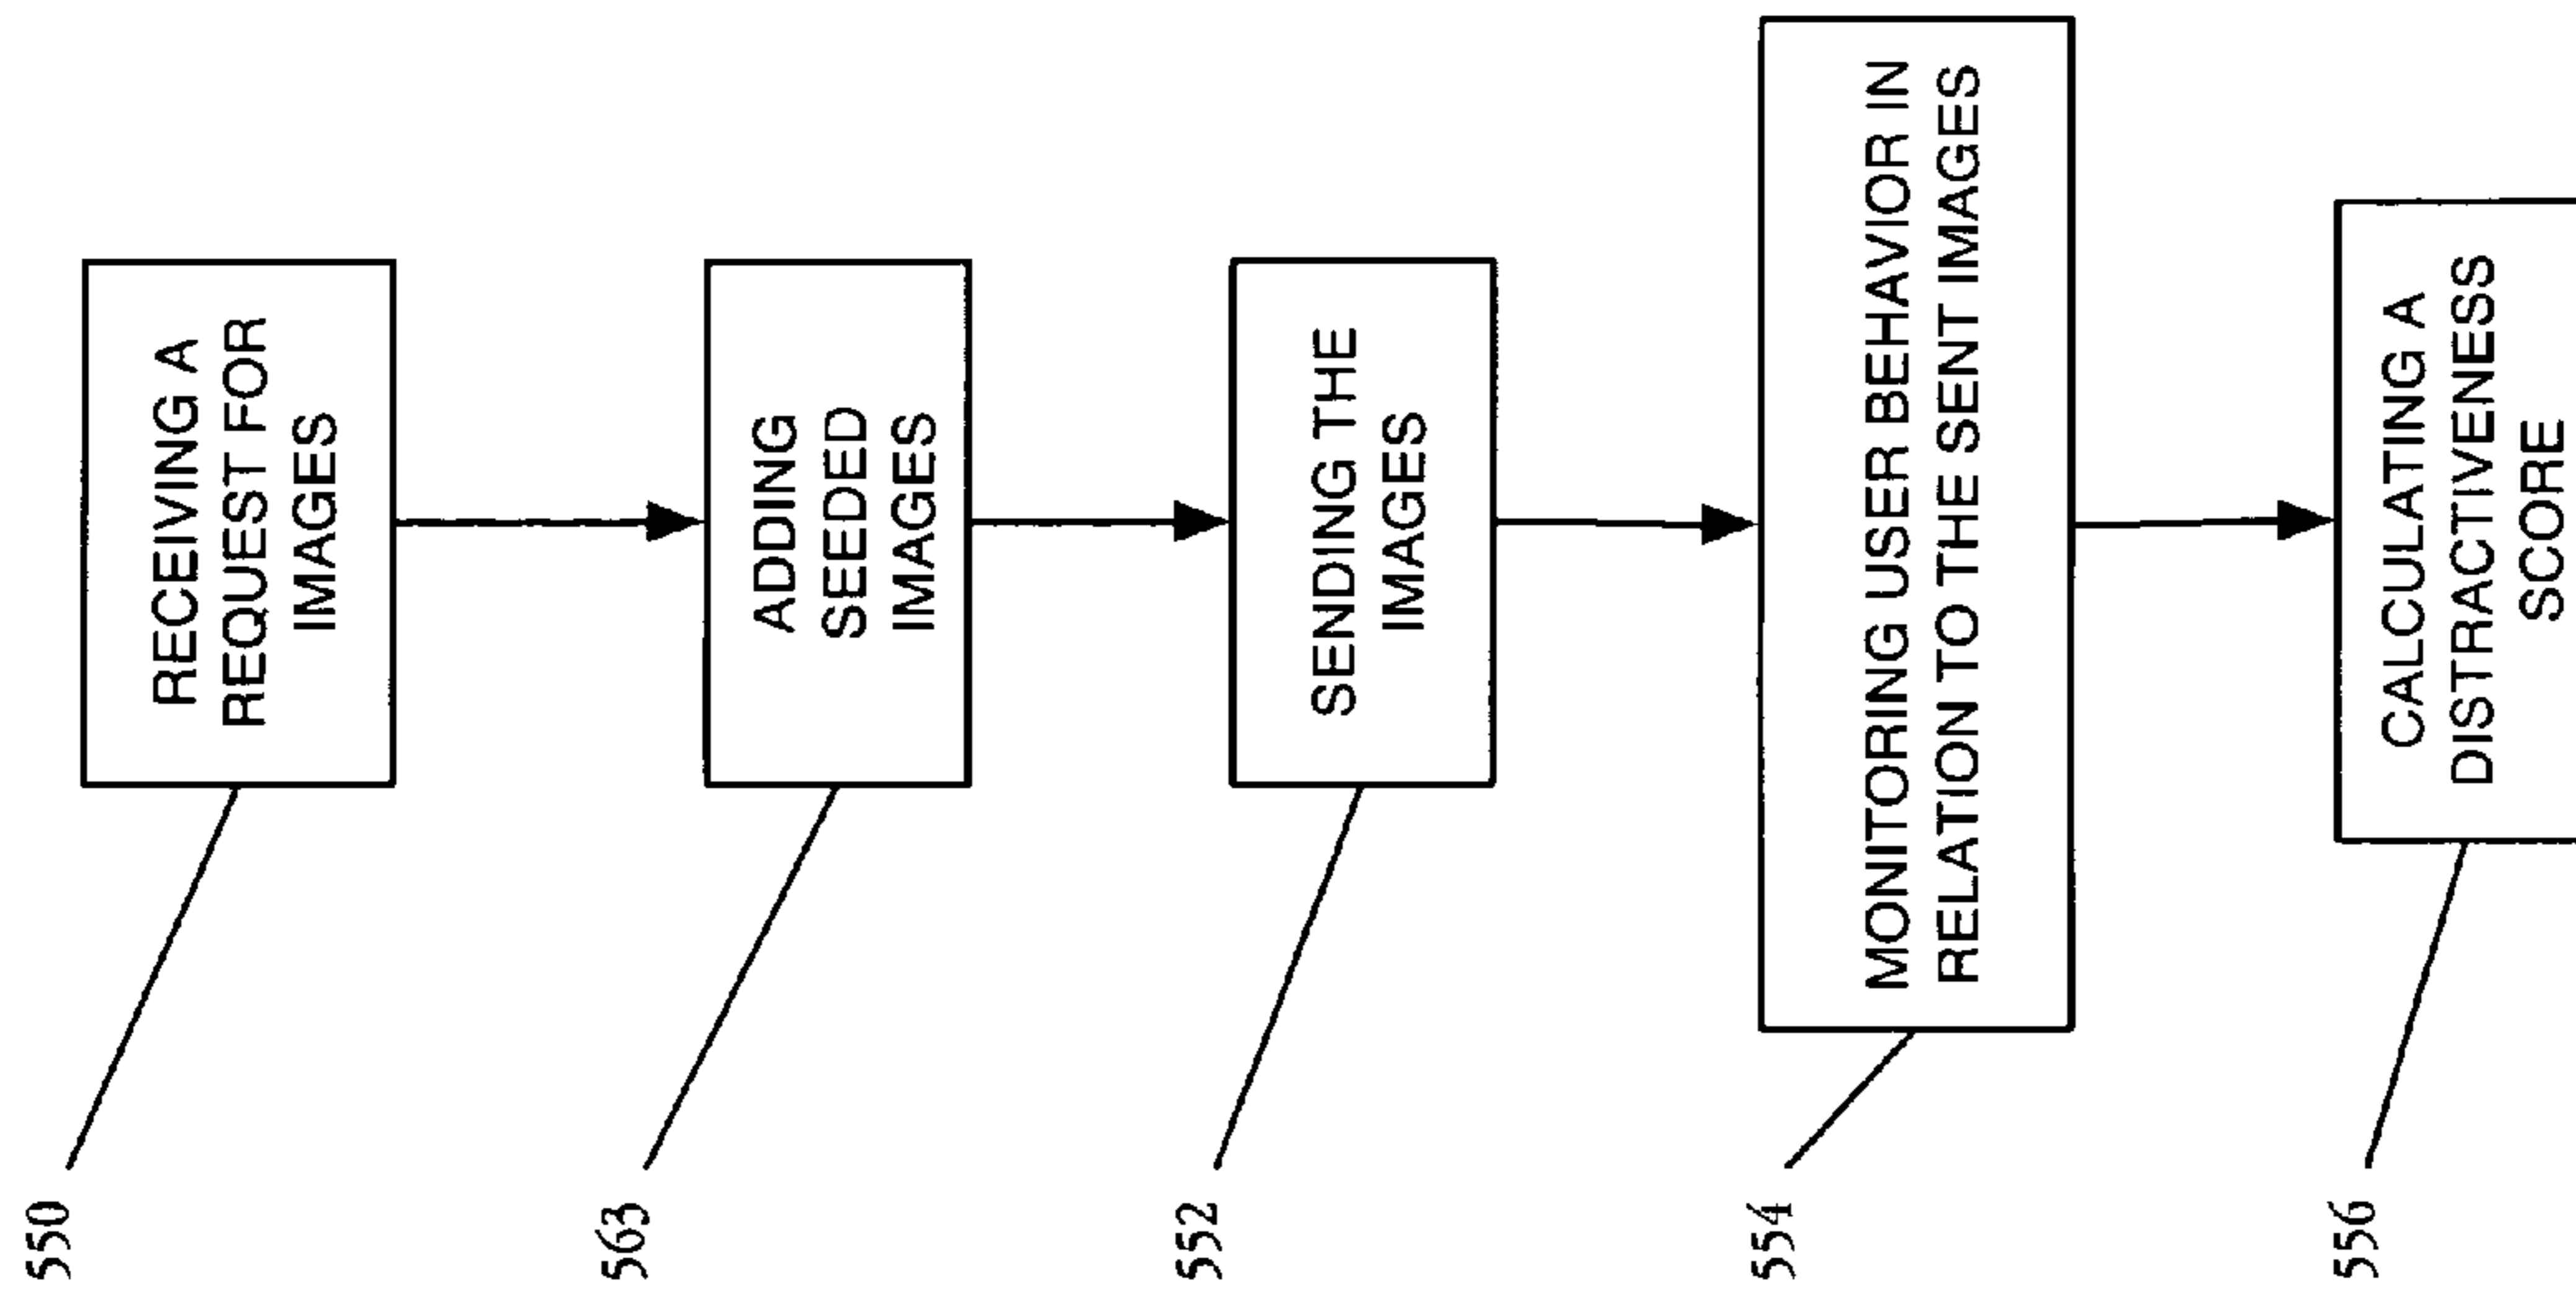 550
RECEIVING A
REQUEST FOR
IMAGES
563
ADDING
SEEDED
IMAGES
552
SENDING THE
IMAGES
554
MONITORING USER BEHAVIOR IN
RELATION TO THE SENT IMAGES
556
CALCULATING A
DISTRACTIVENESS
SCORE